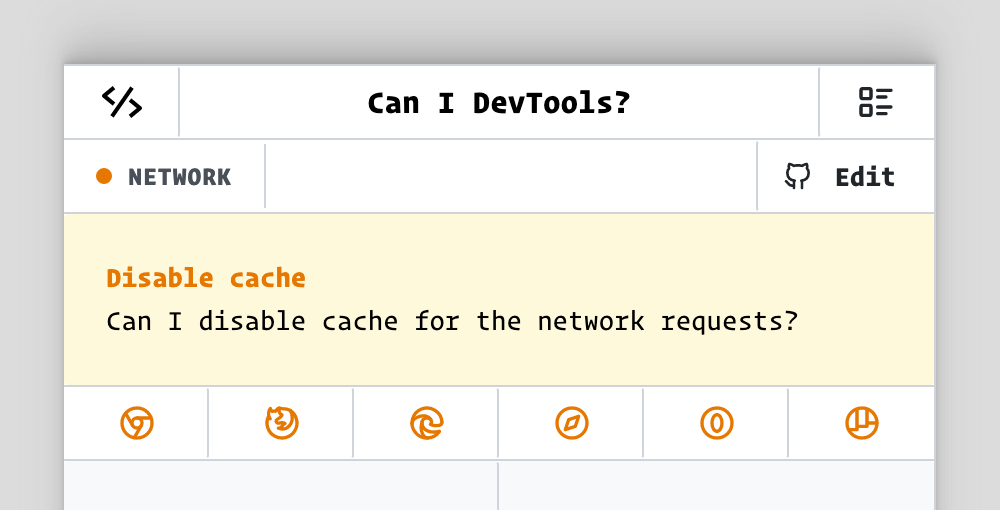 Can I DevTools?
NETWORK
Edit
Disable cache
Can I disable cache for the network requests?